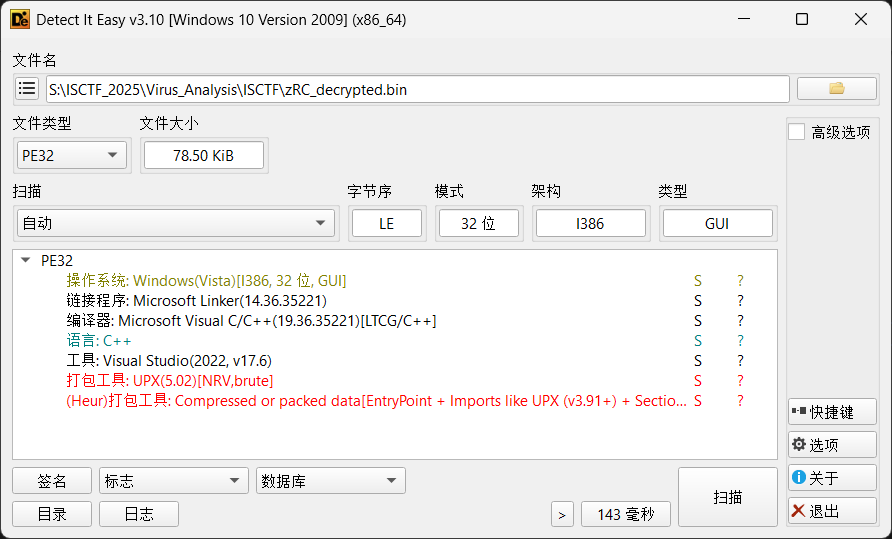 Detect It Easy v3.10 [Windows 10 Version 2009] (x86_64)
文件名
S:\ISCTF_2025\Virus_Analysis\ISCTF\zRC_decrypted.bin
文件类型 文件大小
高级选项
PE32 78.50 KiB
扫描 字节序 模式 架构 类型
自动 LE 32 位 I386 GUI
PE32
操作系统: Windows(Vista)[I386, 32 位, GUI] S ?
链接程序: Microsoft Linker(14.36.35221) S ?
编译器: Microsoft Visual C/C++(19.36.35221)[LTCG/C++] S ?
语言: C++ S ?
工具: Visual Studio(2022, v17.6) S ?
打包工具: UPX(5.02)[NRV,brute] S ?
(Heur)打包工具: Compressed or packed data[EntryPoint + Imports like UPX (v3.91+) + Sectio... S ?
快捷键
选项
关于
退出
签名 标志 数据库 扫描
目录 日志 > 143 毫秒